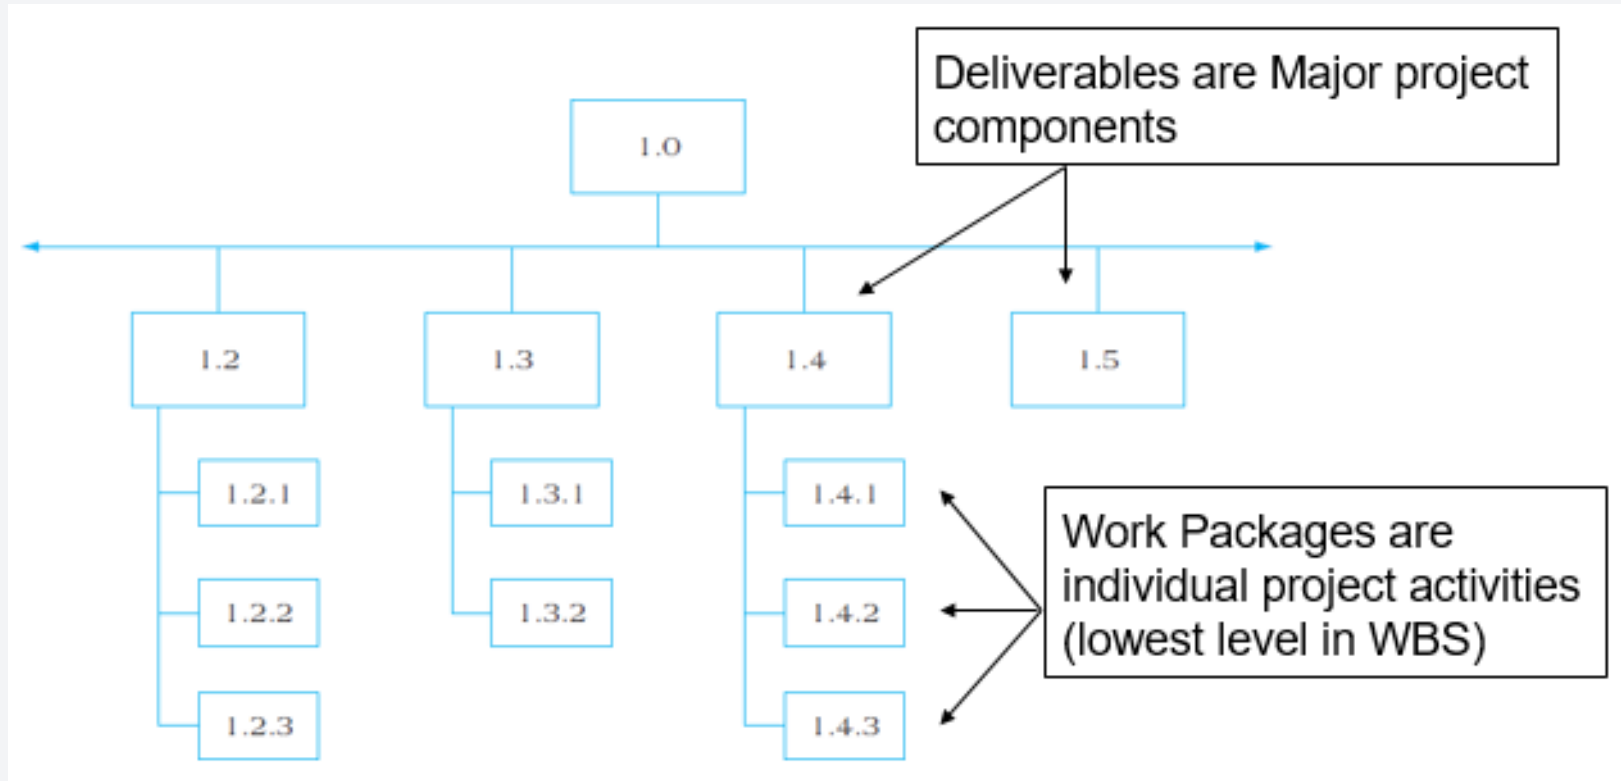 Deliverables are Major project
components
1.0
1.2
1.3
1.4
1.5
1.2.1
1.3.1
1.4.1
Work Packages are
individual project activities
(lowest level in WBS)
1.2.2
1.3.2
1.4.2
1.2.3
1.4.3